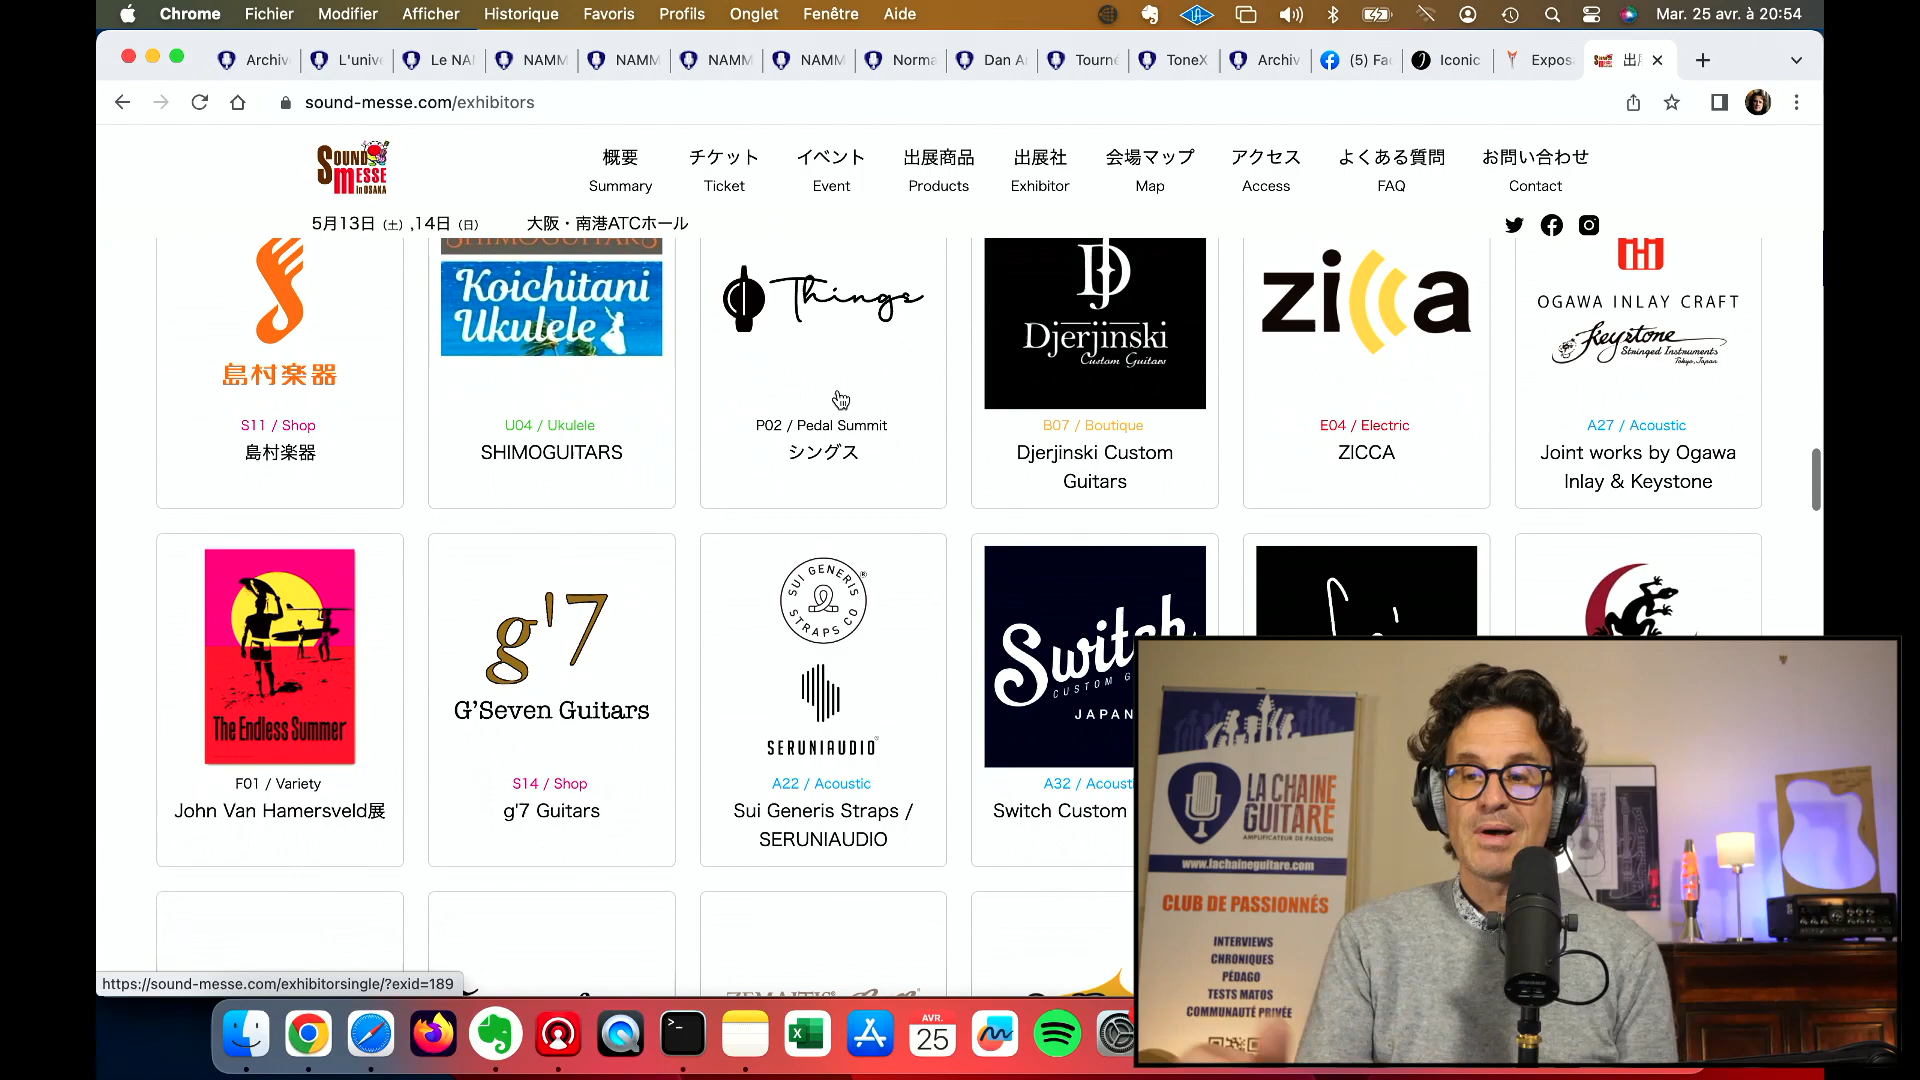 Chrome Fichier Modifier Afficher Historique Favoris Profils Onglet Fenêtre Aide Mar. 25 avr. à 20:54
Archiv L'unive Le NA NAMM NAMM NAMM NAMM Norma Dan A Tourné ToneX Archiv (5) Fac Iconic Expos 出
sound-messe.com/exhibitors
SOUND
MESSE
in OSAKA
概要 チケット イベント 出展商品 出展社 会場マップ アクセス よくある質問 お問い合わせ
Summary Ticket Event Products Exhibitor Map Access FAQ Contact
5月13日（土）,14日（日） 大阪・南港ATCホール
島村楽器
S11 / Shop
島村楽器
SHIMOGUITARS
Koichitani
Ukulele
U04 / Ukulele
SHIMOGUITARS
Things
P02 / Pedal Summit
シングス
Djerjinski
Custom Guitars
B07 / Boutique
Djerjinski Custom
Guitars
zicca
E04 / Electric
ZICCA
OGAWA INLAY CRAFT
Keystone
Stringed Instruments
Tokyo, Japan
A27 / Acoustic
Joint works by Ogawa
Inlay & Keystone
The Endless Summer
F01 / Variety
John Van Hamersveld展
g'7
G'Seven Guitars
S14 / Shop
g'7 Guitars
SUI GENERIS STRAPS CO
SERUNIAUDIO
A22 / Acoustic
Sui Generis Straps /
SERUNIAUDIO
Switch
CUSTOM G
JAPAN
A32 / Acoust
Switch Custom
https://sound-messe.com/exhibitorsingle/?exid=189
AVR.
25
LA CHAINE
GUITARE
AMPLIFICATEUR DE PASSION
www.lachaineguitare.com
CLUB DE PASSIONNÉS
INTERVIEWS
CHRONIQUES
PÉDAGO
TESTS MATOS
COMMUNAUTÉ PRIVÉE